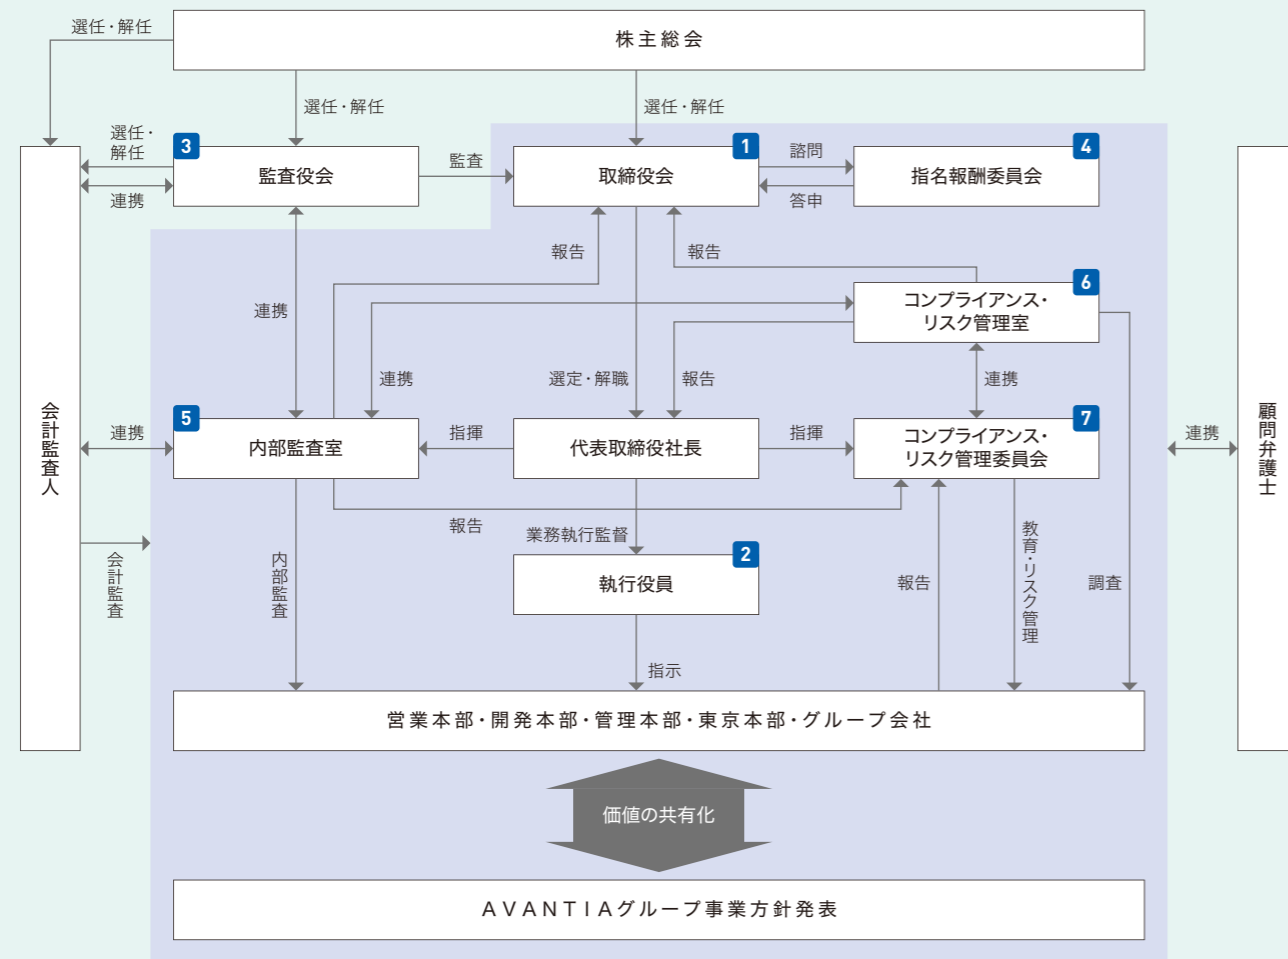 選任・解任
株主総会
選任・解任
選任・解任
選任・
解任
3
監査役会
監査
1
取締役会
諮問
答申
4
指名報酬委員会
連携
報告
報告
6
コンプライアンス・
リスク管理室
連携
連携
選定・解職
報告
連携
会計監査人
連携
5
内部監査室
指揮
代表取締役社長
指揮
7
コンプライアンス・
リスク管理委員会
連携
顧問弁護士
報告
業務執行監督
会計監査
内部監査
2
執行役員
報告
教育・リスク管理
調査
指示
営業本部・開発本部・管理本部・東京本部・グループ会社
価値の共有化
AVANTIAグループ事業方針発表